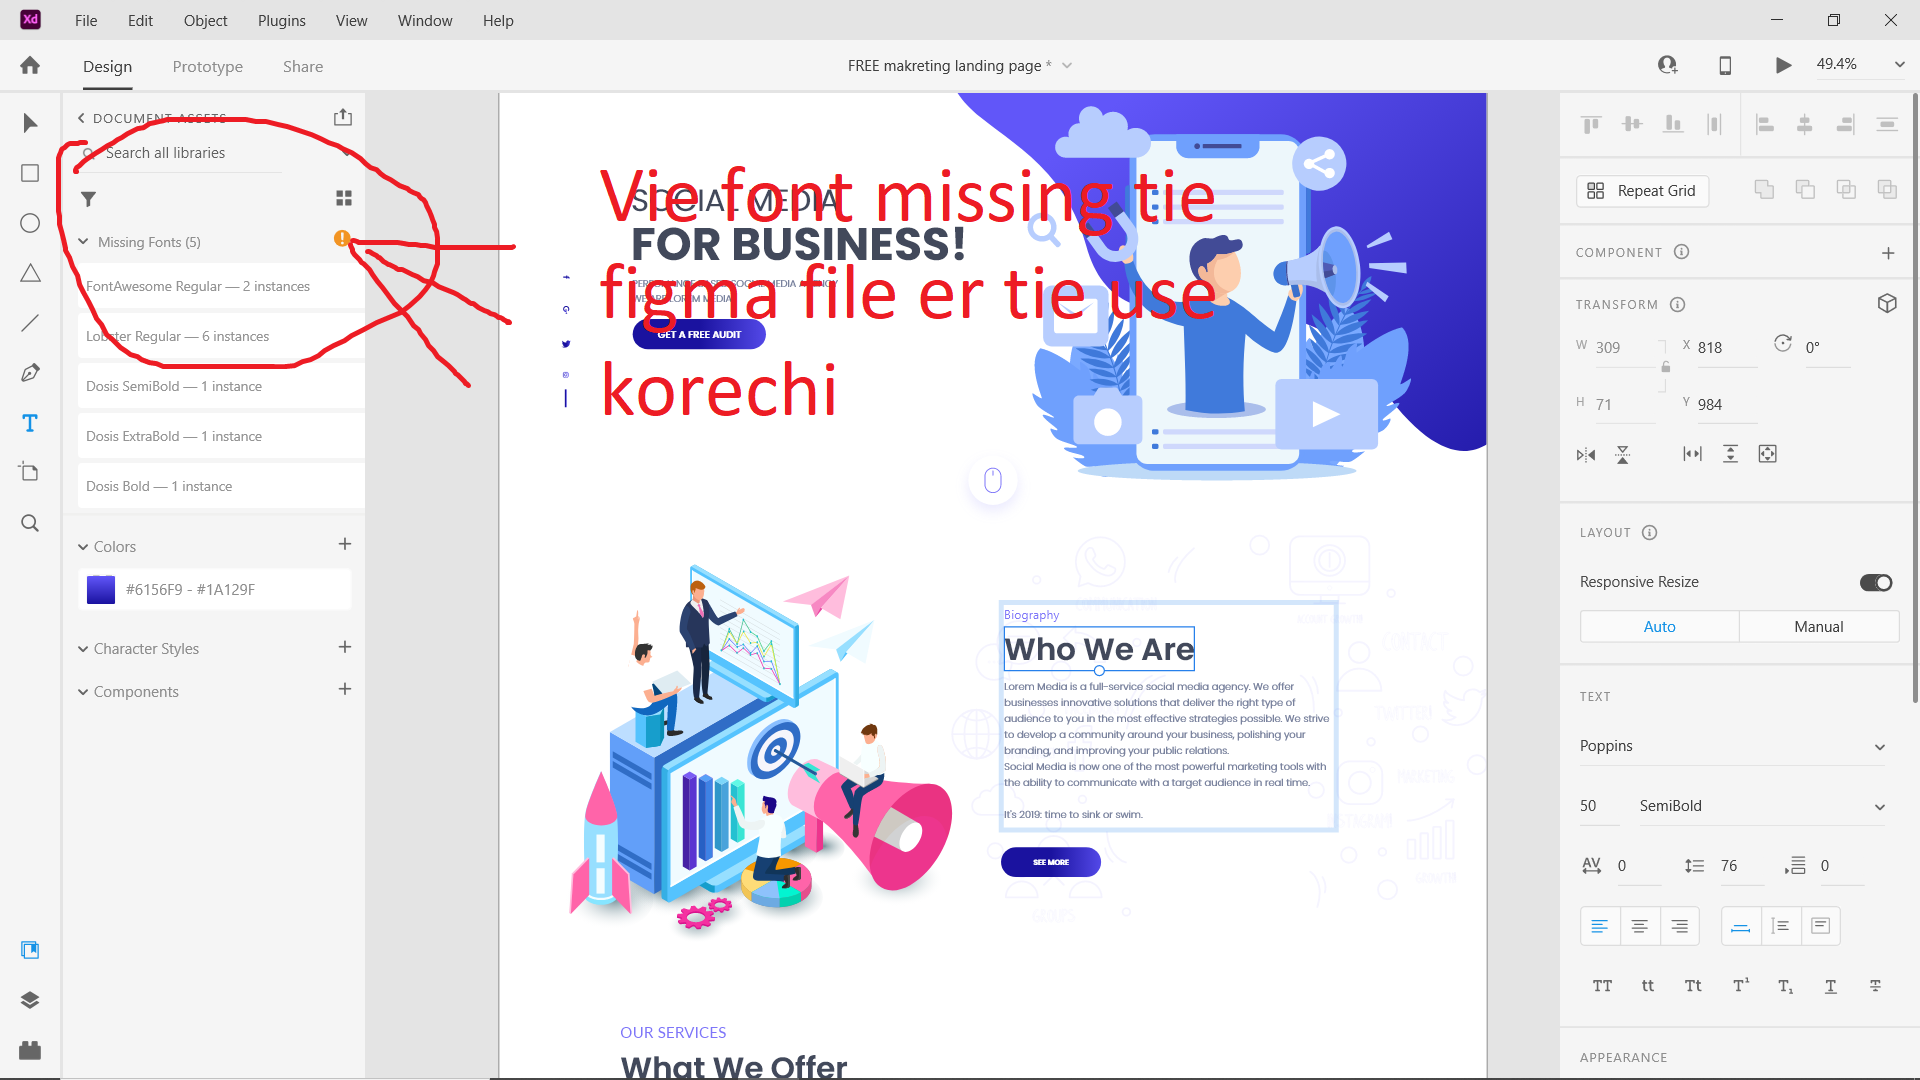 Xd File Edit Object Plugins View Window Help
Design Prototype Share
FREE makreting landing page *
49.4%
DOCUMENT ASSETS
Search all libraries
Missing Fonts (5)
FontAwesome Regular — 2 instances
Lobster Regular — 6 instances
Dosis SemiBold — 1 instance
Dosis ExtraBold — 1 instance
Dosis Bold — 1 instance
Colors
#6156F9 - #1A129F
Character Styles
Components
Vie font missing tie
figma file er tie use
korechi
SOCIAL MEDIA
FOR BUSINESS!
GET A FREE AUDIT
Biography
Who We Are
Lorem Media is a full-service social media agency. We offer
businesses innovative solutions that deliver the right type of
audience to you in the most effective strategies possible. We strive
to develop a community around your business, polishing your
branding, and improving your public relations.
Social Media is now one of the most powerful marketing tools with
the ability to communicate with a target audience in real time.
It's 2019: time to sink or swim.
SEE MORE
CONTACT
TWITTER
MARKETING
INSTAGRAM
GROWTH
GROUPS
OUR SERVICES
What We Offer
Repeat Grid
COMPONENT
TRANSFORM
W 309 X 818 0°
H 71 Y 984
LAYOUT
Responsive Resize
Auto Manual
TEXT
Poppins
50 SemiBold
AV 0 76 0
TT tt Tt T¹ T₁ T T
APPEARANCE